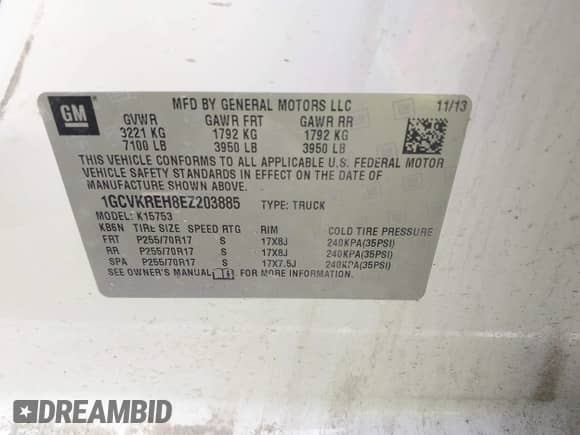 GM
MFD BY GENERAL MOTORS LLC
11/13
GVWR GAWR FRT GAWR RR
3221 KG 1792 KG 1792 KG
7100 LB 3950 LB 3950 LB
THIS VEHICLE CONFORMS TO ALL APPLICABLE U.S. FEDERAL MOTOR
VEHICLE SAFETY STANDARDS IN EFFECT ON THE DATE OF
MANUFACTURE SHOWN ABOVE.
1GCVKREH8EZ203885 TYPE: TRUCK
MODEL: K15753
KB6N TIRE SIZE SPEED RTG RIM COLD TIRE PRESSURE
FRT P255/70R17 S 17X8J 240KPA(35PSI)
RR P255/70R17 S 17X8J 240KPA(35PSI)
SPA P255/70R17 S 17X7.5J 240KPA(35PSI)
SEE OWNER'S MANUAL FOR MORE INFORMATION.
DREAMBID